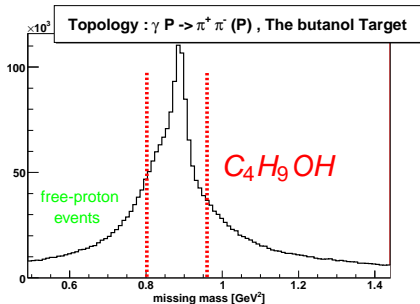 Topology : γ P -> π⁺ π⁻ (P) , The butanol Target
×10³
100
50
0
C₄H₉OH
free-proton
events
0.6 0.8 1 1.2 1.4
missing mass [GeV²]